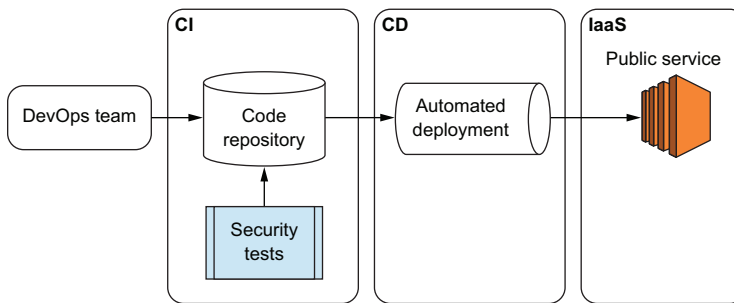 CI
CD
IaaS
Public service
DevOps team
Code
repository
Automated
deployment
Security
tests